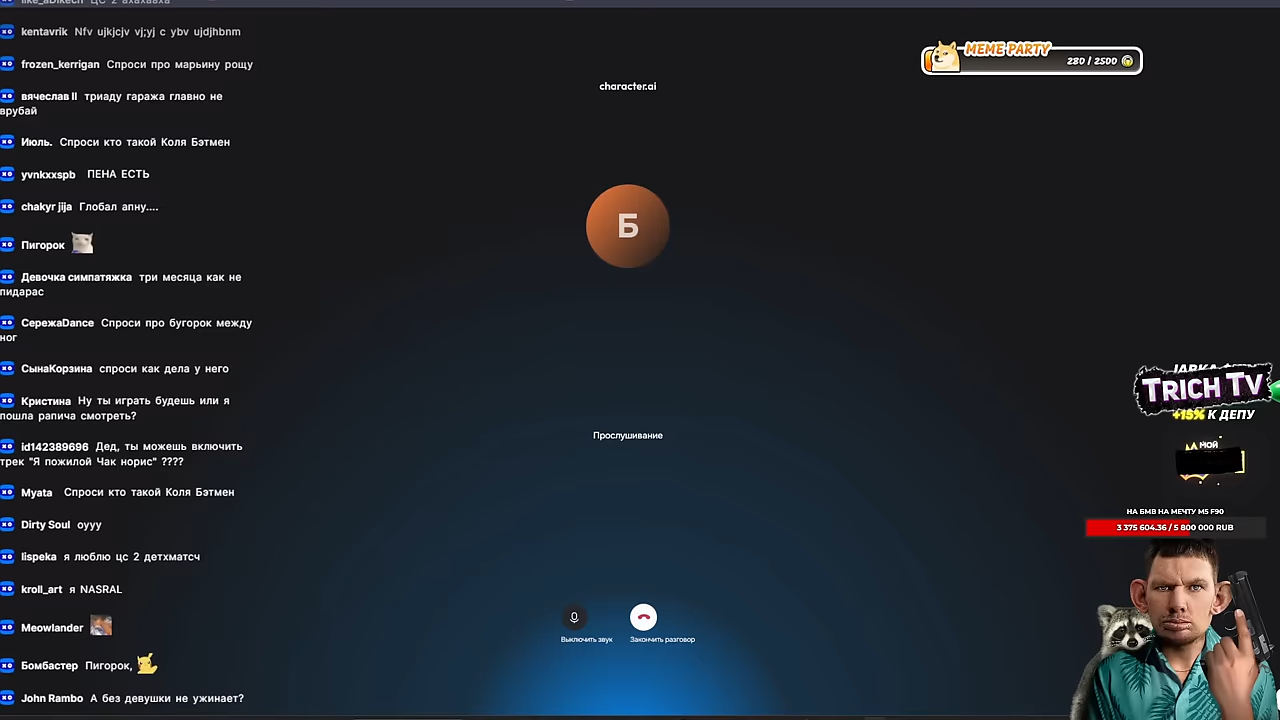 like_aDikech ЦС 2 ахахааха
kentavrik Nfv ujkjcjv vj;yj c ybv ujdjhbnm
frozen_kerrigan Спроси про марьину рощу
вячеслав II триаду гаража главно не
врубай
Июль. Спроси кто такой Коля Бэтмен
yvnkxxspb ПЕНА ЕСТЬ
chakyr jija Глобал апну....
Пигорок
Девочка симпатяжка три месяца как не
пидарас
СережаDance Спроси про бугорок между
ног
СынаКорзина спроси как дела у него
Кристина Ну ты играть будешь или я
пошла рапича смотреть?
id142389696 Дед, ты можешь включить
трек "Я пожилой Чак норис" ????
Myata Спроси кто такой Коля Бэтмен
Dirty Soul оууу
lispeka я люблю цс 2 детхматсч
kroll_art я NASRAL
Meowlander
Бомбастер Пигорок,
John Rambo А без девушки не ужинает?
character.ai
Б
Прослушивание
Выключить звук
Закончить разговор
MEME PARTY
280 / 2500
TRICH TV
+15% К ДЕПУ
МОЙ
НА БМВ НА МЕЧТУ M5 F90
3 375 604.36 / 5 800 000 RUB